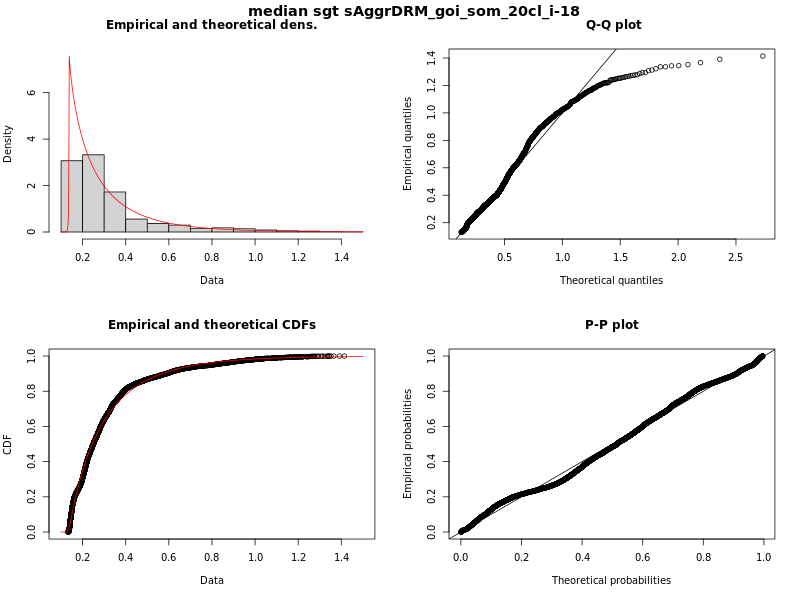 median sgt sAggrDRM_goi_som_20cl_i-18
Empirical and theoretical dens.
Density
0 2 4 6
0.2 0.4 0.6 0.8 1.0 1.2 1.4
Data
Q-Q plot
Empirical quantiles
0.2 0.4 0.6 0.8 1.0 1.2 1.4
0.5 1.0 1.5 2.0 2.5
Theoretical quantiles
Empirical and theoretical CDFs
CDF
0.0 0.2 0.4 0.6 0.8 1.0
0.2 0.4 0.6 0.8 1.0 1.2 1.4
Data
P-P plot
Empirical probabilities
0.0 0.2 0.4 0.6 0.8 1.0
0.0 0.2 0.4 0.6 0.8 1.0
Theoretical probabilities